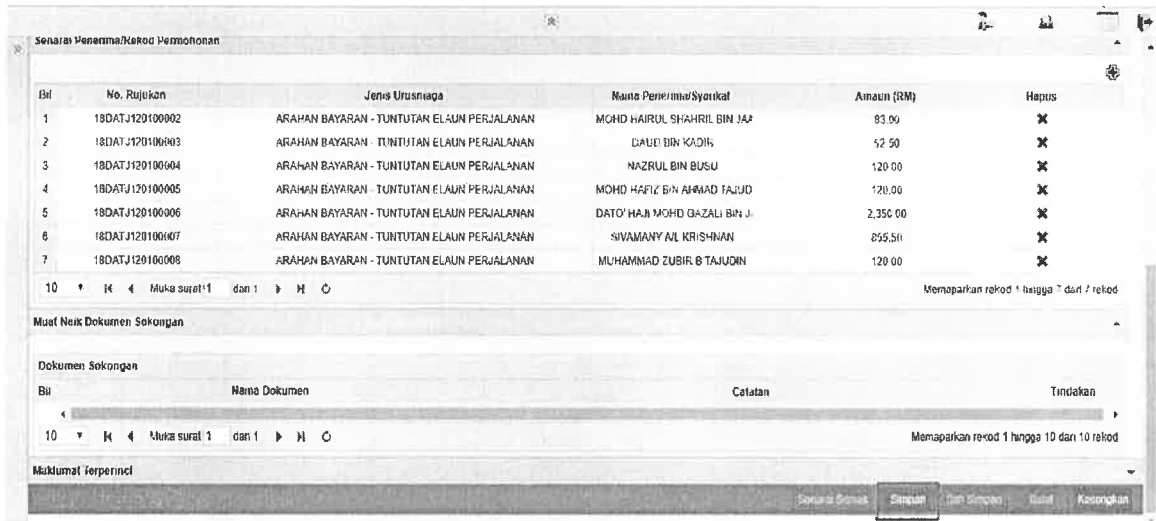 Senarai Penerima/Rekod Permohonan
Bil No. Rujukan Jenis Urusniaga Nama Penerima/Syarikat Amaun (RM) Hapus
1 18DATJ120100002 ARAHAN BAYARAN - TUNTUTAN ELAUN PERJALANAN MOHD HAIRUL SHAHRIL BIN JAA 83.00
2 18DATJ120100003 ARAHAN BAYARAN - TUNTUTAN ELAUN PERJALANAN DAUD BIN KADIR 52.50
3 18DATJ120100004 ARAHAN BAYARAN - TUNTUTAN ELAUN PERJALANAN NAZRUL BIN BUSU 120.00
4 18DATJ120100005 ARAHAN BAYARAN - TUNTUTAN ELAUN PERJALANAN MOHD HAFIZ BIN AHMAD TAJUD 120.00
5 18DATJ120100006 ARAHAN BAYARAN - TUNTUTAN ELAUN PERJALANAN DATO' HAJI MOHD GAZALI BIN J 2,350.00
6 18DATJ120100007 ARAHAN BAYARAN - TUNTUTAN ELAUN PERJALANAN SIVAMANY A/L KRISHNAN 855.50
7 18DATJ120100008 ARAHAN BAYARAN - TUNTUTAN ELAUN PERJALANAN MUHAMMAD ZUBIR B TAJUDIN 120.00
10 Muka surat 1 dari 1 Memaparkan rekod 1 hingga 7 dari 7 rekod
Muat Naik Dokumen Sokongan
Dokumen Sokongan
Bil Nama Dokumen Catatan Tindakan
10 Muka surat 1 dari 1 Memaparkan rekod 1 hingga 10 dari 10 rekod
Maklumat Terperinci
Senarai Semak Simpan Sah Simpan Batal Kosongkan